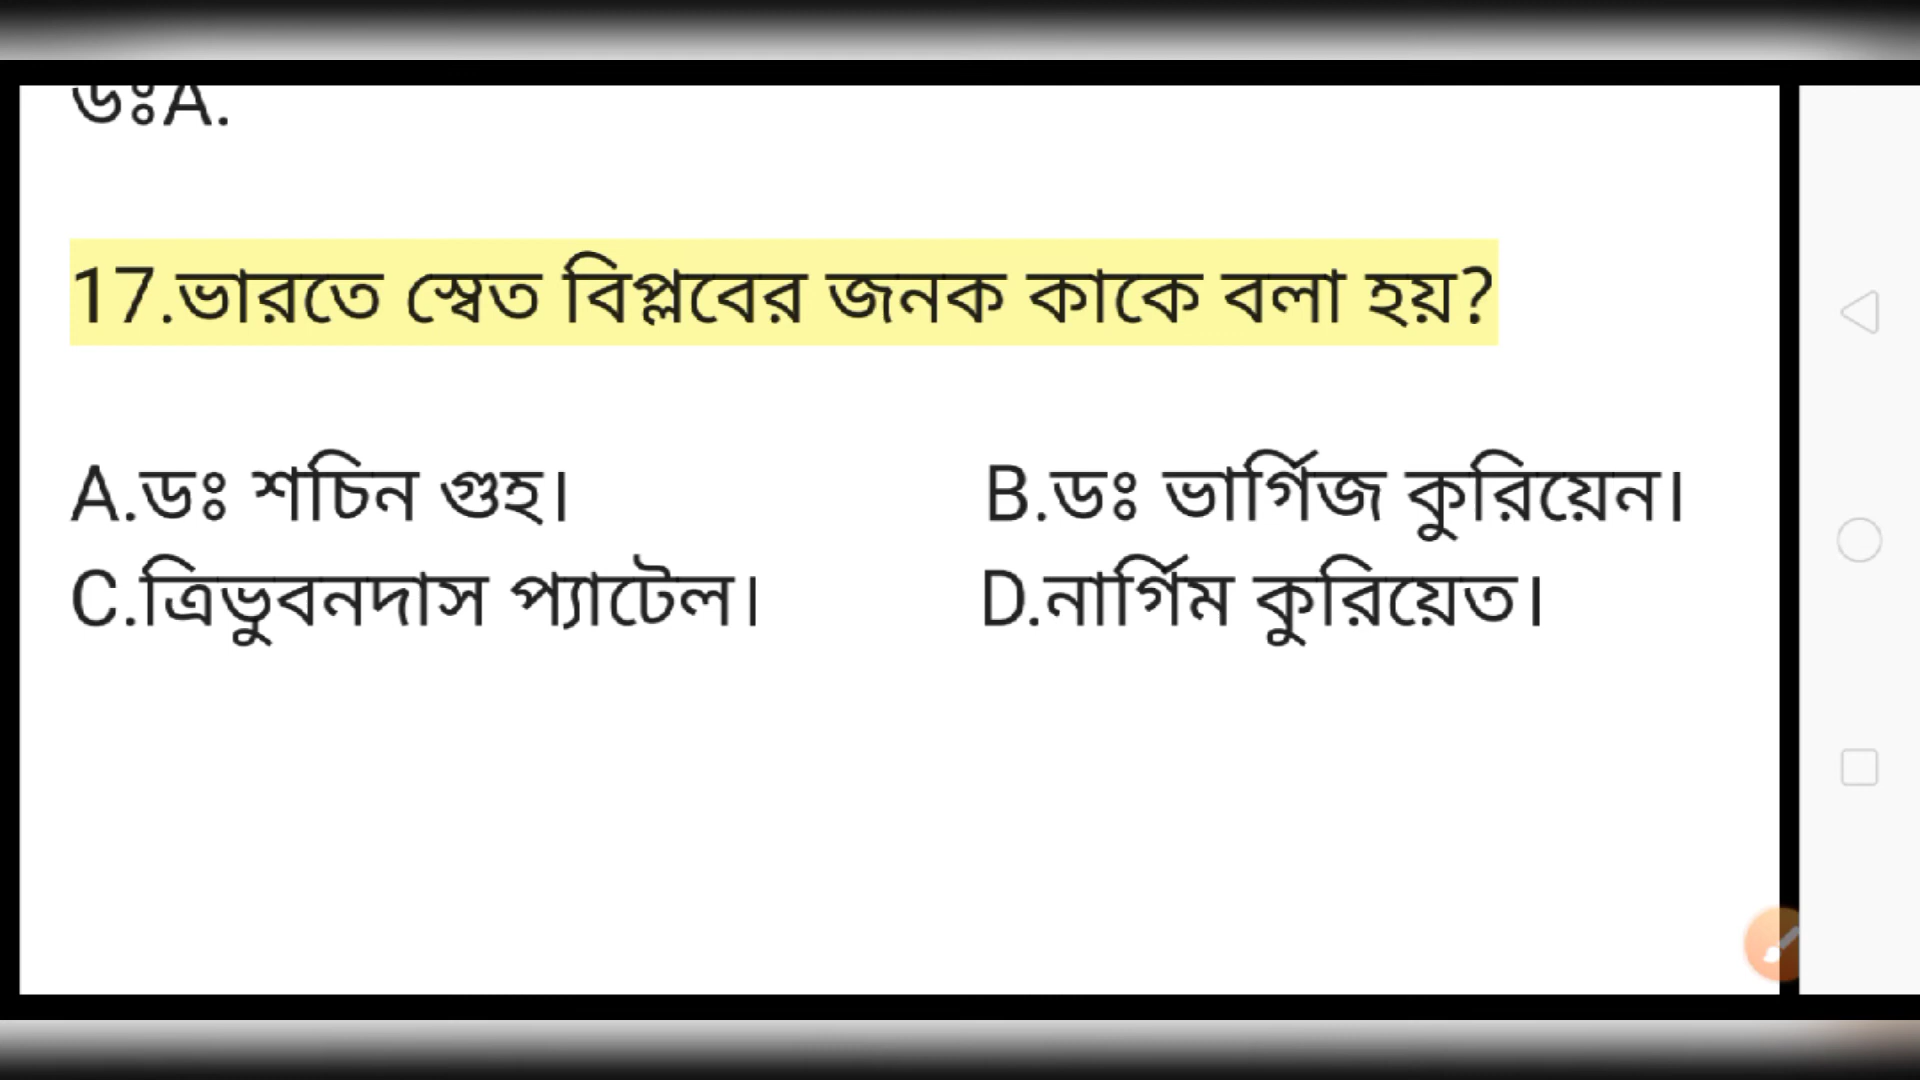 ডঃA.
17.ভারতে স্বেত বিপ্লবের জনক কাকে বলা হয়?
A.ডঃ শচিন গুহ। B.ডঃ ভার্গিজ কুরিয়েন।
C.ত্রিভুবনদাস প্যাটেল। D.নার্গিম কুরিয়েত।